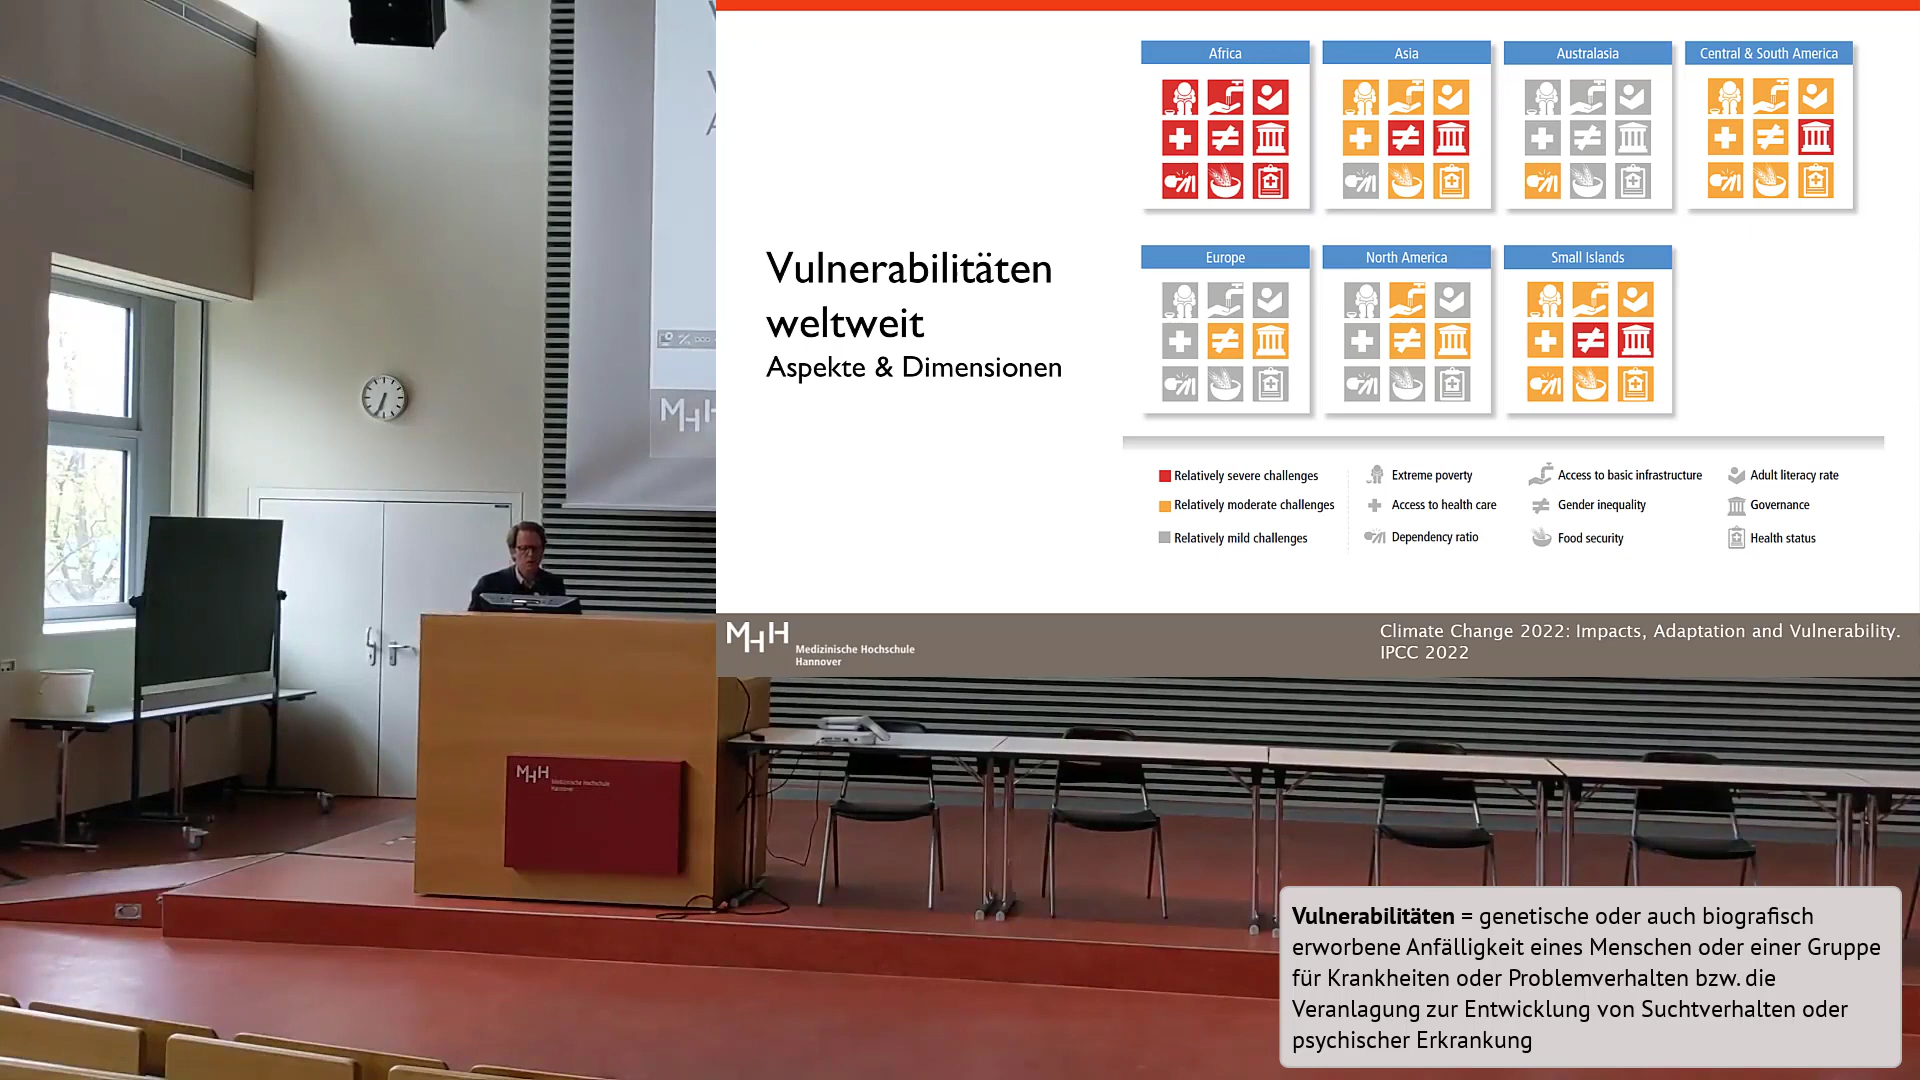 Africa
Asia
Australasia
Central & South America
Vulnerabilitäten
weltweit
Aspekte & Dimensionen
Europe
North America
Small Islands
Relatively severe challenges
Relatively moderate challenges
Relatively mild challenges
Extreme poverty
Access to basic infrastructure
Adult literacy rate
Access to health care
Gender inequality
Governance
Dependency ratio
Food security
Health status
MHH
Medizinische Hochschule
Hannover
Climate Change 2022: Impacts, Adaptation and Vulnerability.
IPCC 2022
MHH
Medizinische Hochschule
Hannover
Vulnerabilitäten = genetische oder auch biografisch
erworbene Anfälligkeit eines Menschen oder einer Gruppe
für Krankheiten oder Problemverhalten bzw. die
Veranlagung zur Entwicklung von Suchtverhalten oder
psychischer Erkrankung